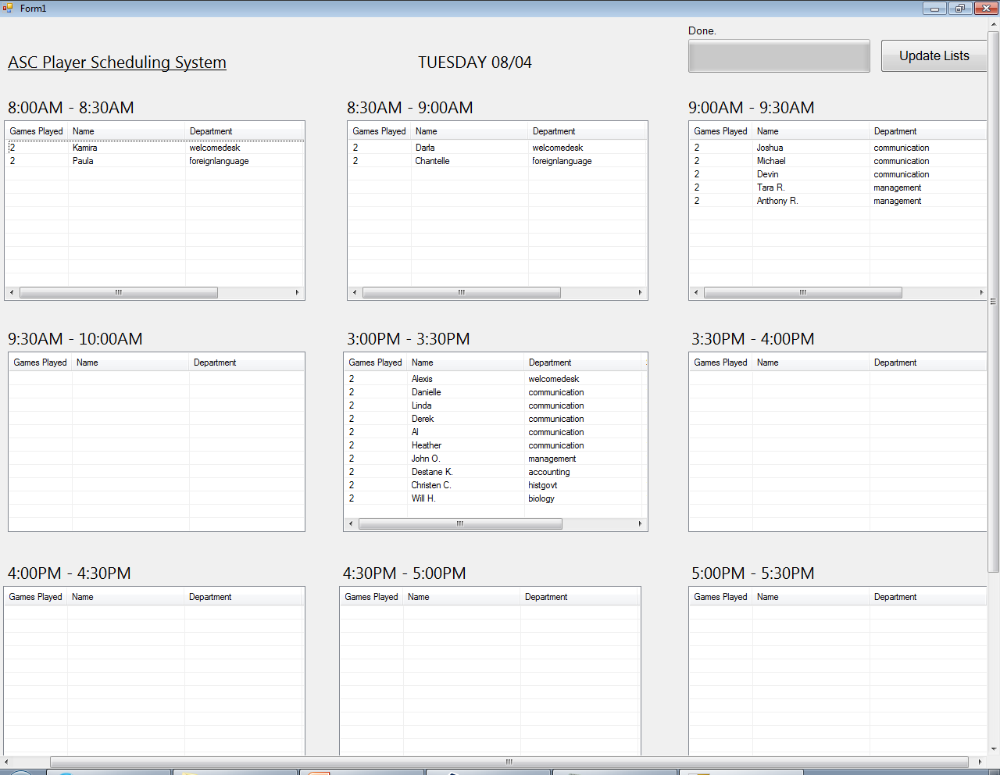 Form1
Done.
Update Lists
ASC Player Scheduling System
TUESDAY 08/04
8:00AM - 8:30AM
Games Played Name Department
2 Kamira welcomedesk
2 Paula foreignlanguage
8:30AM - 9:00AM
Games Played Name Department
2 Darla welcomedesk
2 Chantelle foreignlanguage
9:00AM - 9:30AM
Games Played Name Department
2 Joshua communication
2 Michael communication
2 Devin communication
2 Tara R. management
2 Anthony R. management
9:30AM - 10:00AM
Games Played Name Department
3:00PM - 3:30PM
Games Played Name Department
2 Alexis welcomedesk
2 Danielle communication
2 Linda communication
2 Derek communication
2 Al communication
2 Heather communication
2 John O. management
2 Destane K. accounting
2 Christen C. histgovt
2 Will H. biology
3:30PM - 4:00PM
Games Played Name Department
4:00PM - 4:30PM
Games Played Name Department
4:30PM - 5:00PM
Games Played Name Department
5:00PM - 5:30PM
Games Played Name Department